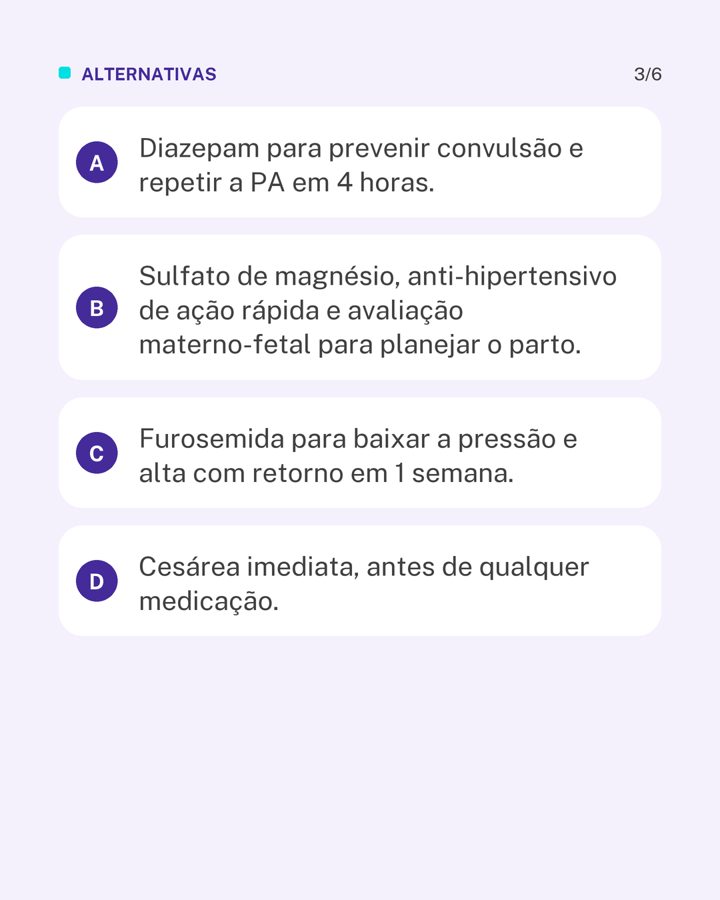 ALTERNATIVAS
3/6
A
Diazepam para prevenir convulsão e
repetir a PA em 4 horas.
B
Sulfato de magnésio, anti-hipertensivo
de ação rápida e avaliação
materno-fetal para planejar o parto.
C
Furosemida para baixar a pressão e
alta com retorno em 1 semana.
D
Cesárea imediata, antes de qualquer
medicação.